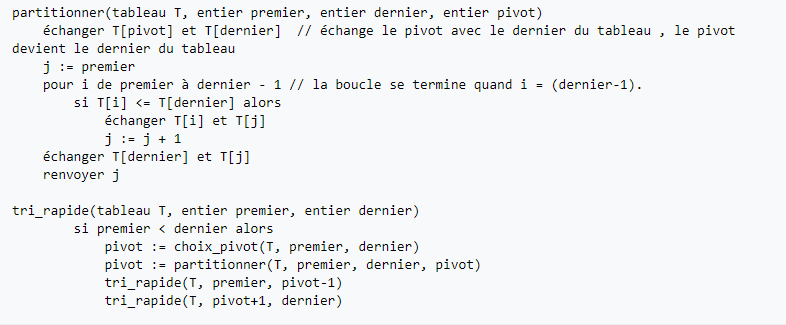 partitionner(tableau T, entier premier, entier dernier, entier pivot)
    échanger T[pivot] et T[dernier]  // échange le pivot avec le dernier du tableau , le pivot
devient le dernier du tableau
    j := premier
    pour i de premier à dernier - 1 // la boucle se termine quand i = (dernier-1).
        si T[i] <= T[dernier] alors
            échanger T[i] et T[j]
            j := j + 1
    échanger T[dernier] et T[j]
    renvoyer j

tri_rapide(tableau T, entier premier, entier dernier)
        si premier < dernier alors
            pivot := choix_pivot(T, premier, dernier)
            pivot := partitionner(T, premier, dernier, pivot)
            tri_rapide(T, premier, pivot-1)
            tri_rapide(T, pivot+1, dernier)